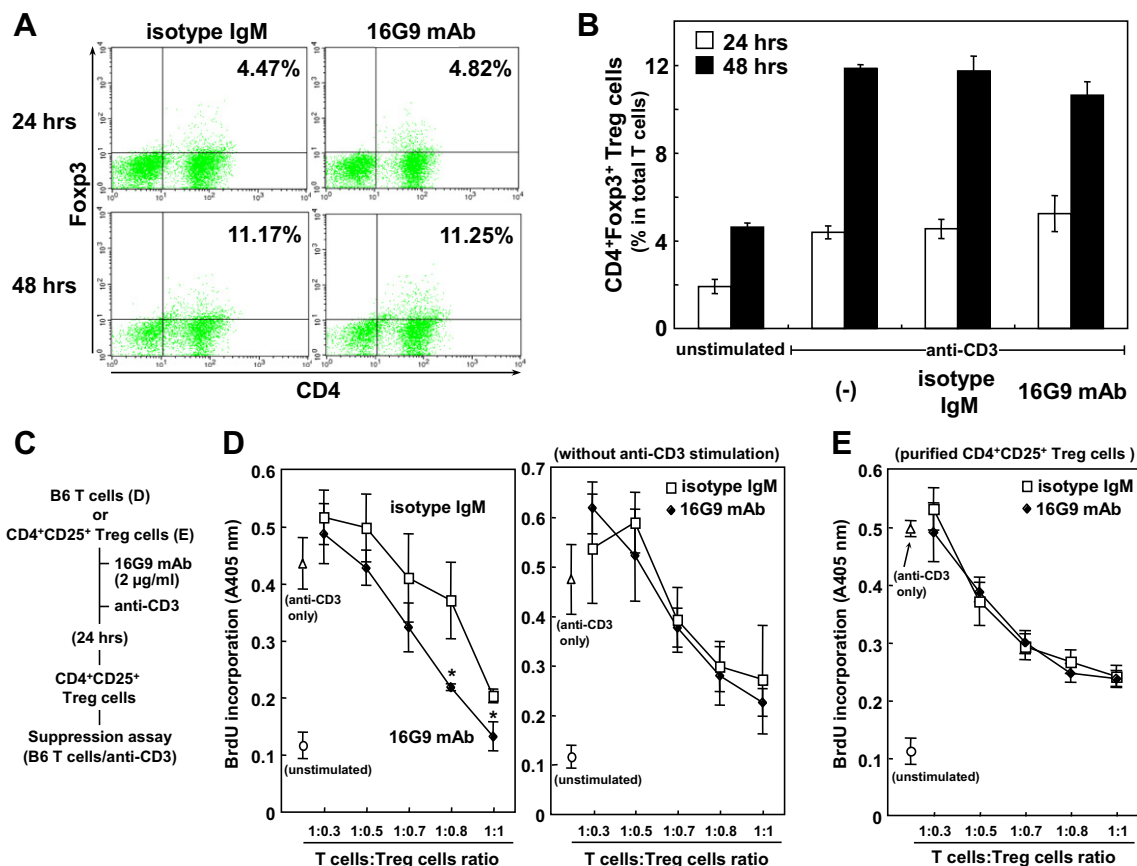 A
isotype IgM
16G9 mAb
24 hrs
48 hrs
Foxp3
4.47%
4.82%
11.17%
11.25%
10⁰ 10¹ 10² 10³ 10⁴
CD4
B
CD4⁺Foxp3⁺ Treg cells
(% in total T cells)
24 hrs
48 hrs
12
8
4
0
unstimulated
anti-CD3
(-)
isotype
IgM
16G9 mAb
C
B6 T cells (D)
or
CD4⁺CD25⁺ Treg cells (E)
16G9 mAb
(2 µg/ml)
anti-CD3
(24 hrs)
CD4⁺CD25⁺
Treg cells
Suppression assay
(B6 T cells/anti-CD3)
D
BrdU incorporation (A405 nm)
0.6
0.5
0.4
0.3
0.2
0.1
0
isotype IgM
(anti-CD3
only)
*
*
16G9 mAb
(unstimulated)
1:0.3 1:0.5 1:0.7 1:0.8 1:1
T cells:Treg cells ratio
(without anti-CD3 stimulation)
0.7
0.6
0.5
0.4
0.3
0.2
0.1
0
isotype IgM
16G9 mAb
(anti-CD3
only)
(unstimulated)
1:0.3 1:0.5 1:0.7 1:0.8 1:1
T cells:Treg cells ratio
E
(purified CD4⁺CD25⁺ Treg cells )
BrdU incorporation (A405 nm)
0.6
0.5
0.4
0.3
0.2
0.1
0
isotype IgM
16G9 mAb
(anti-CD3
only)
(unstimulated)
1:0.3 1:0.5 1:0.7 1:0.8 1:1
T cells:Treg cells ratio